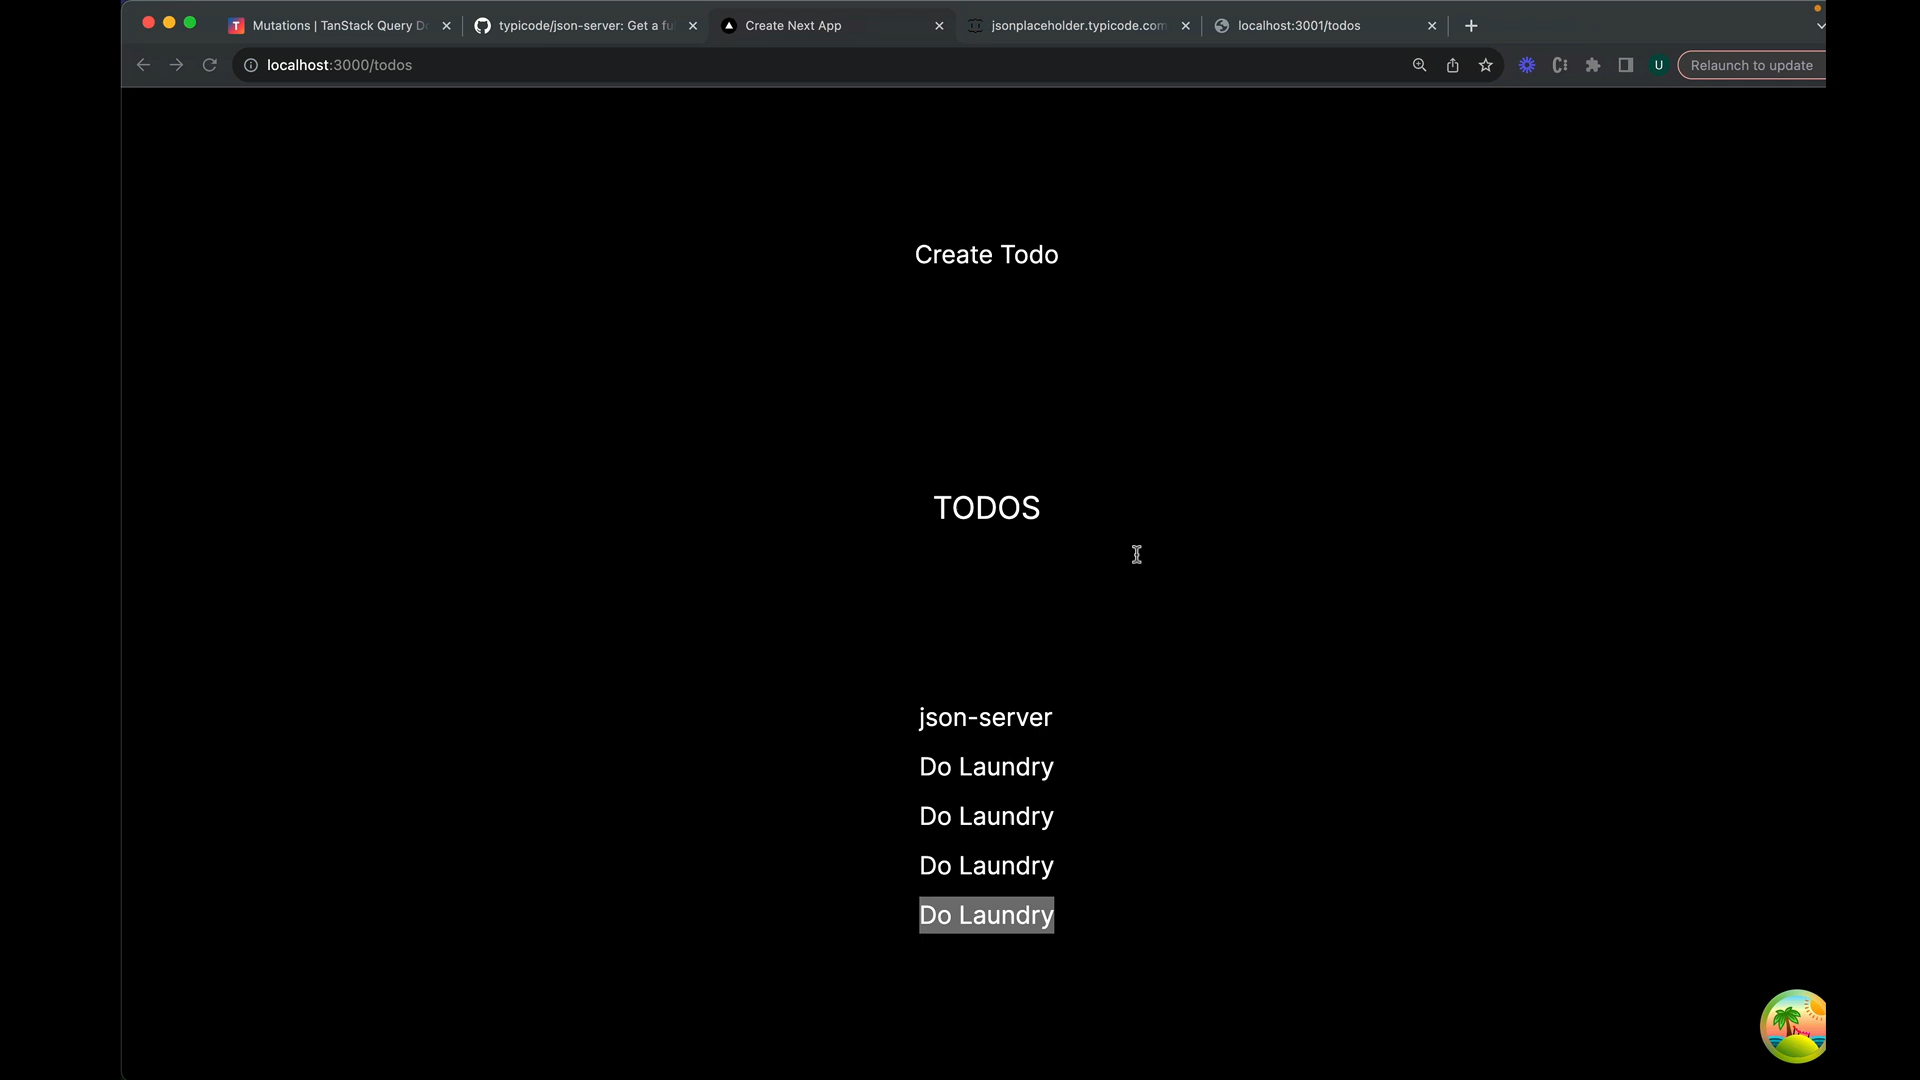 Mutations | TanStack Query D
typicode/json-server: Get a fu
Create Next App
jsonplaceholder.typicode.com
localhost:3001/todos
localhost:3000/todos
U
Relaunch to update
Create Todo
TODOS
json-server
Do Laundry
Do Laundry
Do Laundry
Do Laundry